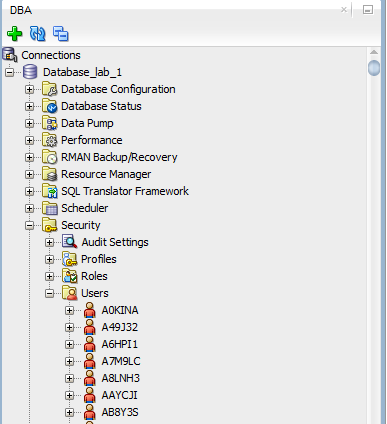 DBA
Connections
Database_lab_1
Database Configuration
Database Status
Data Pump
Performance
RMAN Backup/Recovery
Resource Manager
SQL Translator Framework
Scheduler
Security
Audit Settings
Profiles
Roles
Users
A0KINA
A49J32
A6HPI1
A7M9LC
A8LNH3
AAYCJI
AB8Y3S